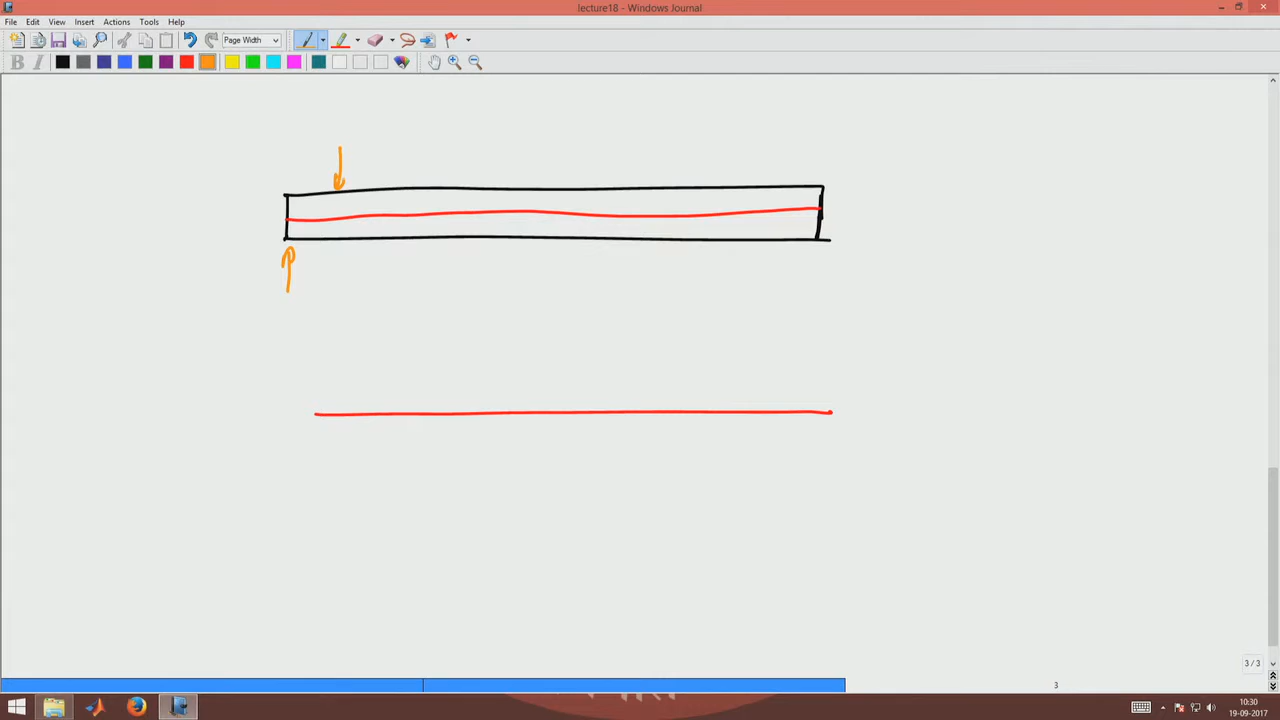 lecture18 - Windows Journal
File Edit View Insert Actions Tools Help
Page Width
B I
3 / 3
3
10:30
19-09-2017